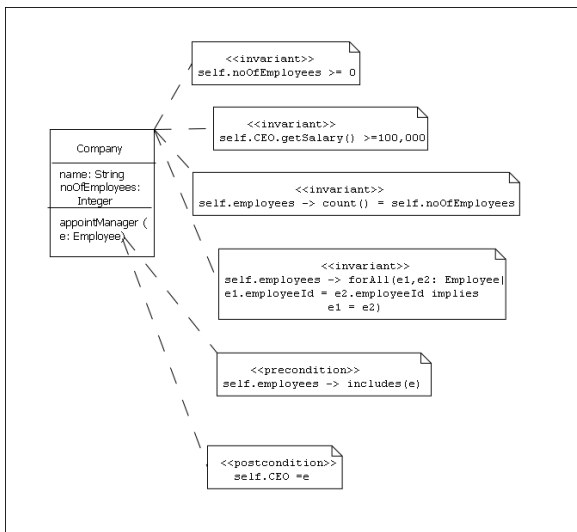 <<invariant>>
self.noOfEmployees >= 0
<<invariant>>
self.CEO.getSalary() >=100,000
Company
name: String
noOfEmployees:
Integer
appointManager (
e: Employee)
<<invariant>>
self.employees -> count() = self.noOfEmployees
<<invariant>>
self.employees -> forAll(e1,e2: Employee|
e1.employeeId = e2.employeeId implies
e1 = e2)
<<precondition>>
self.employees -> includes(e)
<<postcondition>>
self.CEO =e